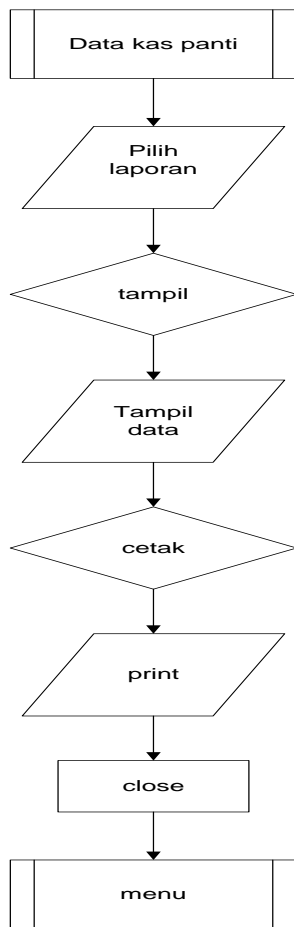 Data kas panti
Pilih
laporan
tampil
Tampil
data
cetak
print
close
menu